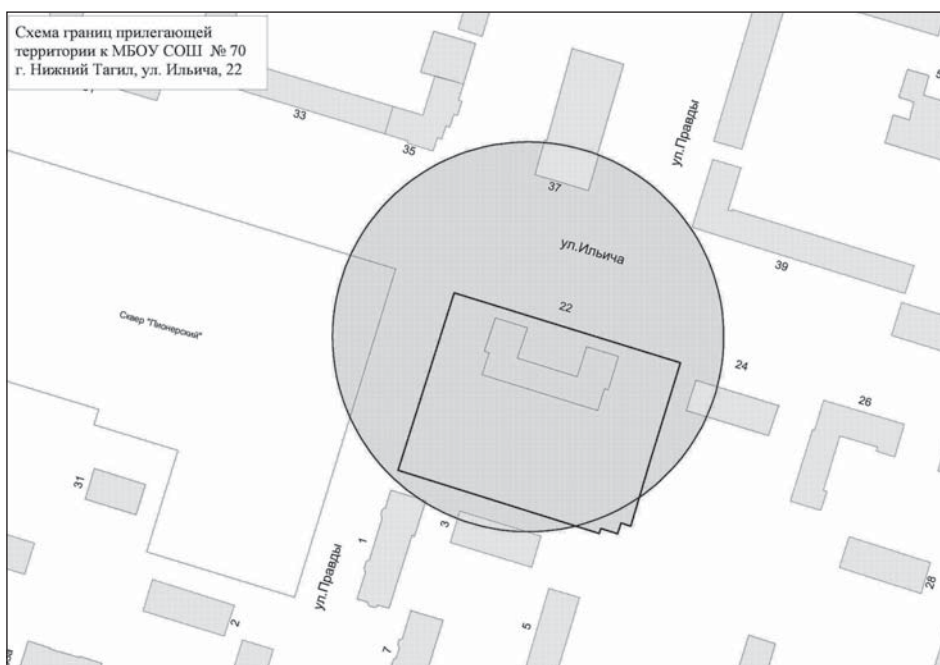 Схема границ прилегающей
территории к МБОУ СОШ № 70
г. Нижний Тагил, ул. Ильича, 22
33
35
37
ул.Правды
ул.Ильича
39
22
Сквер "Пионерский"
24
26
31
1
3
ул.Правды
28
2
5
7